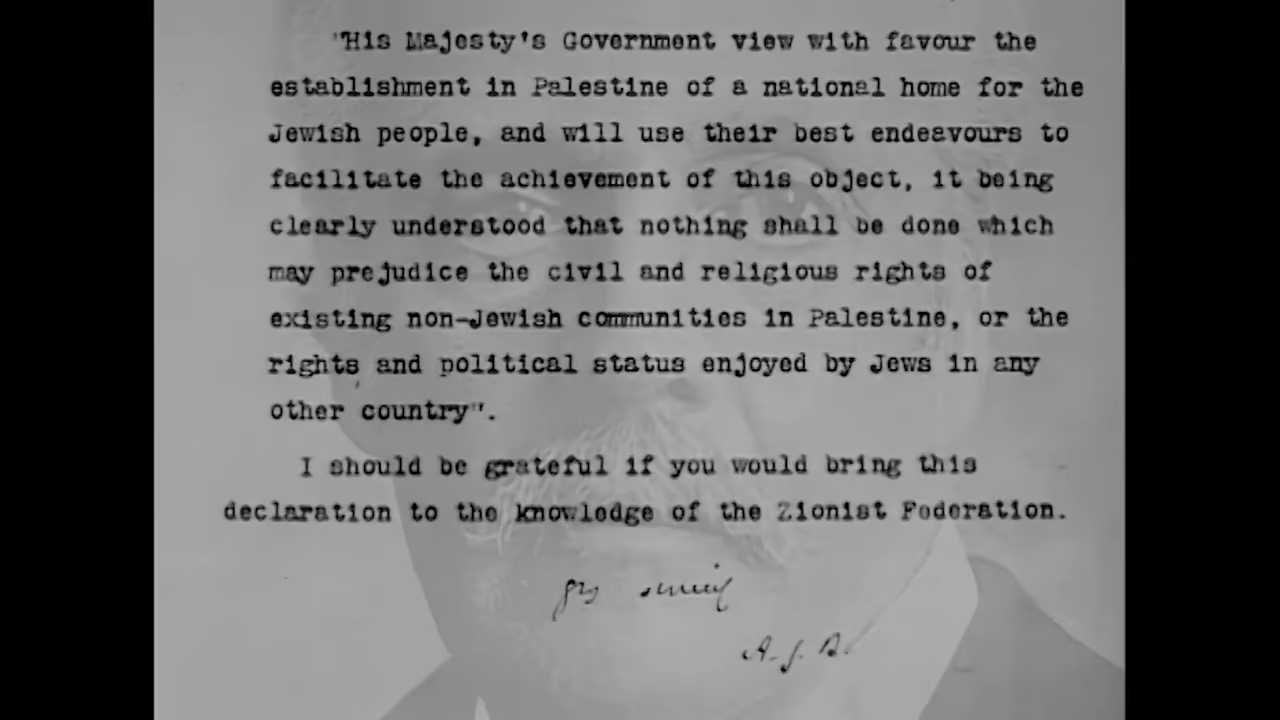 "His Majesty's Government view with favour the
establishment in Palestine of a national home for the
Jewish people, and will use their best endeavours to
facilitate the achievement of this object, it being
clearly understood that nothing shall be done which
may prejudice the civil and religious rights of
existing non-Jewish communities in Palestine, or the
rights and political status enjoyed by Jews in any
other country".
I should be grateful if you would bring this
declaration to the knowledge of the Zionist Federation.
A. J. B.